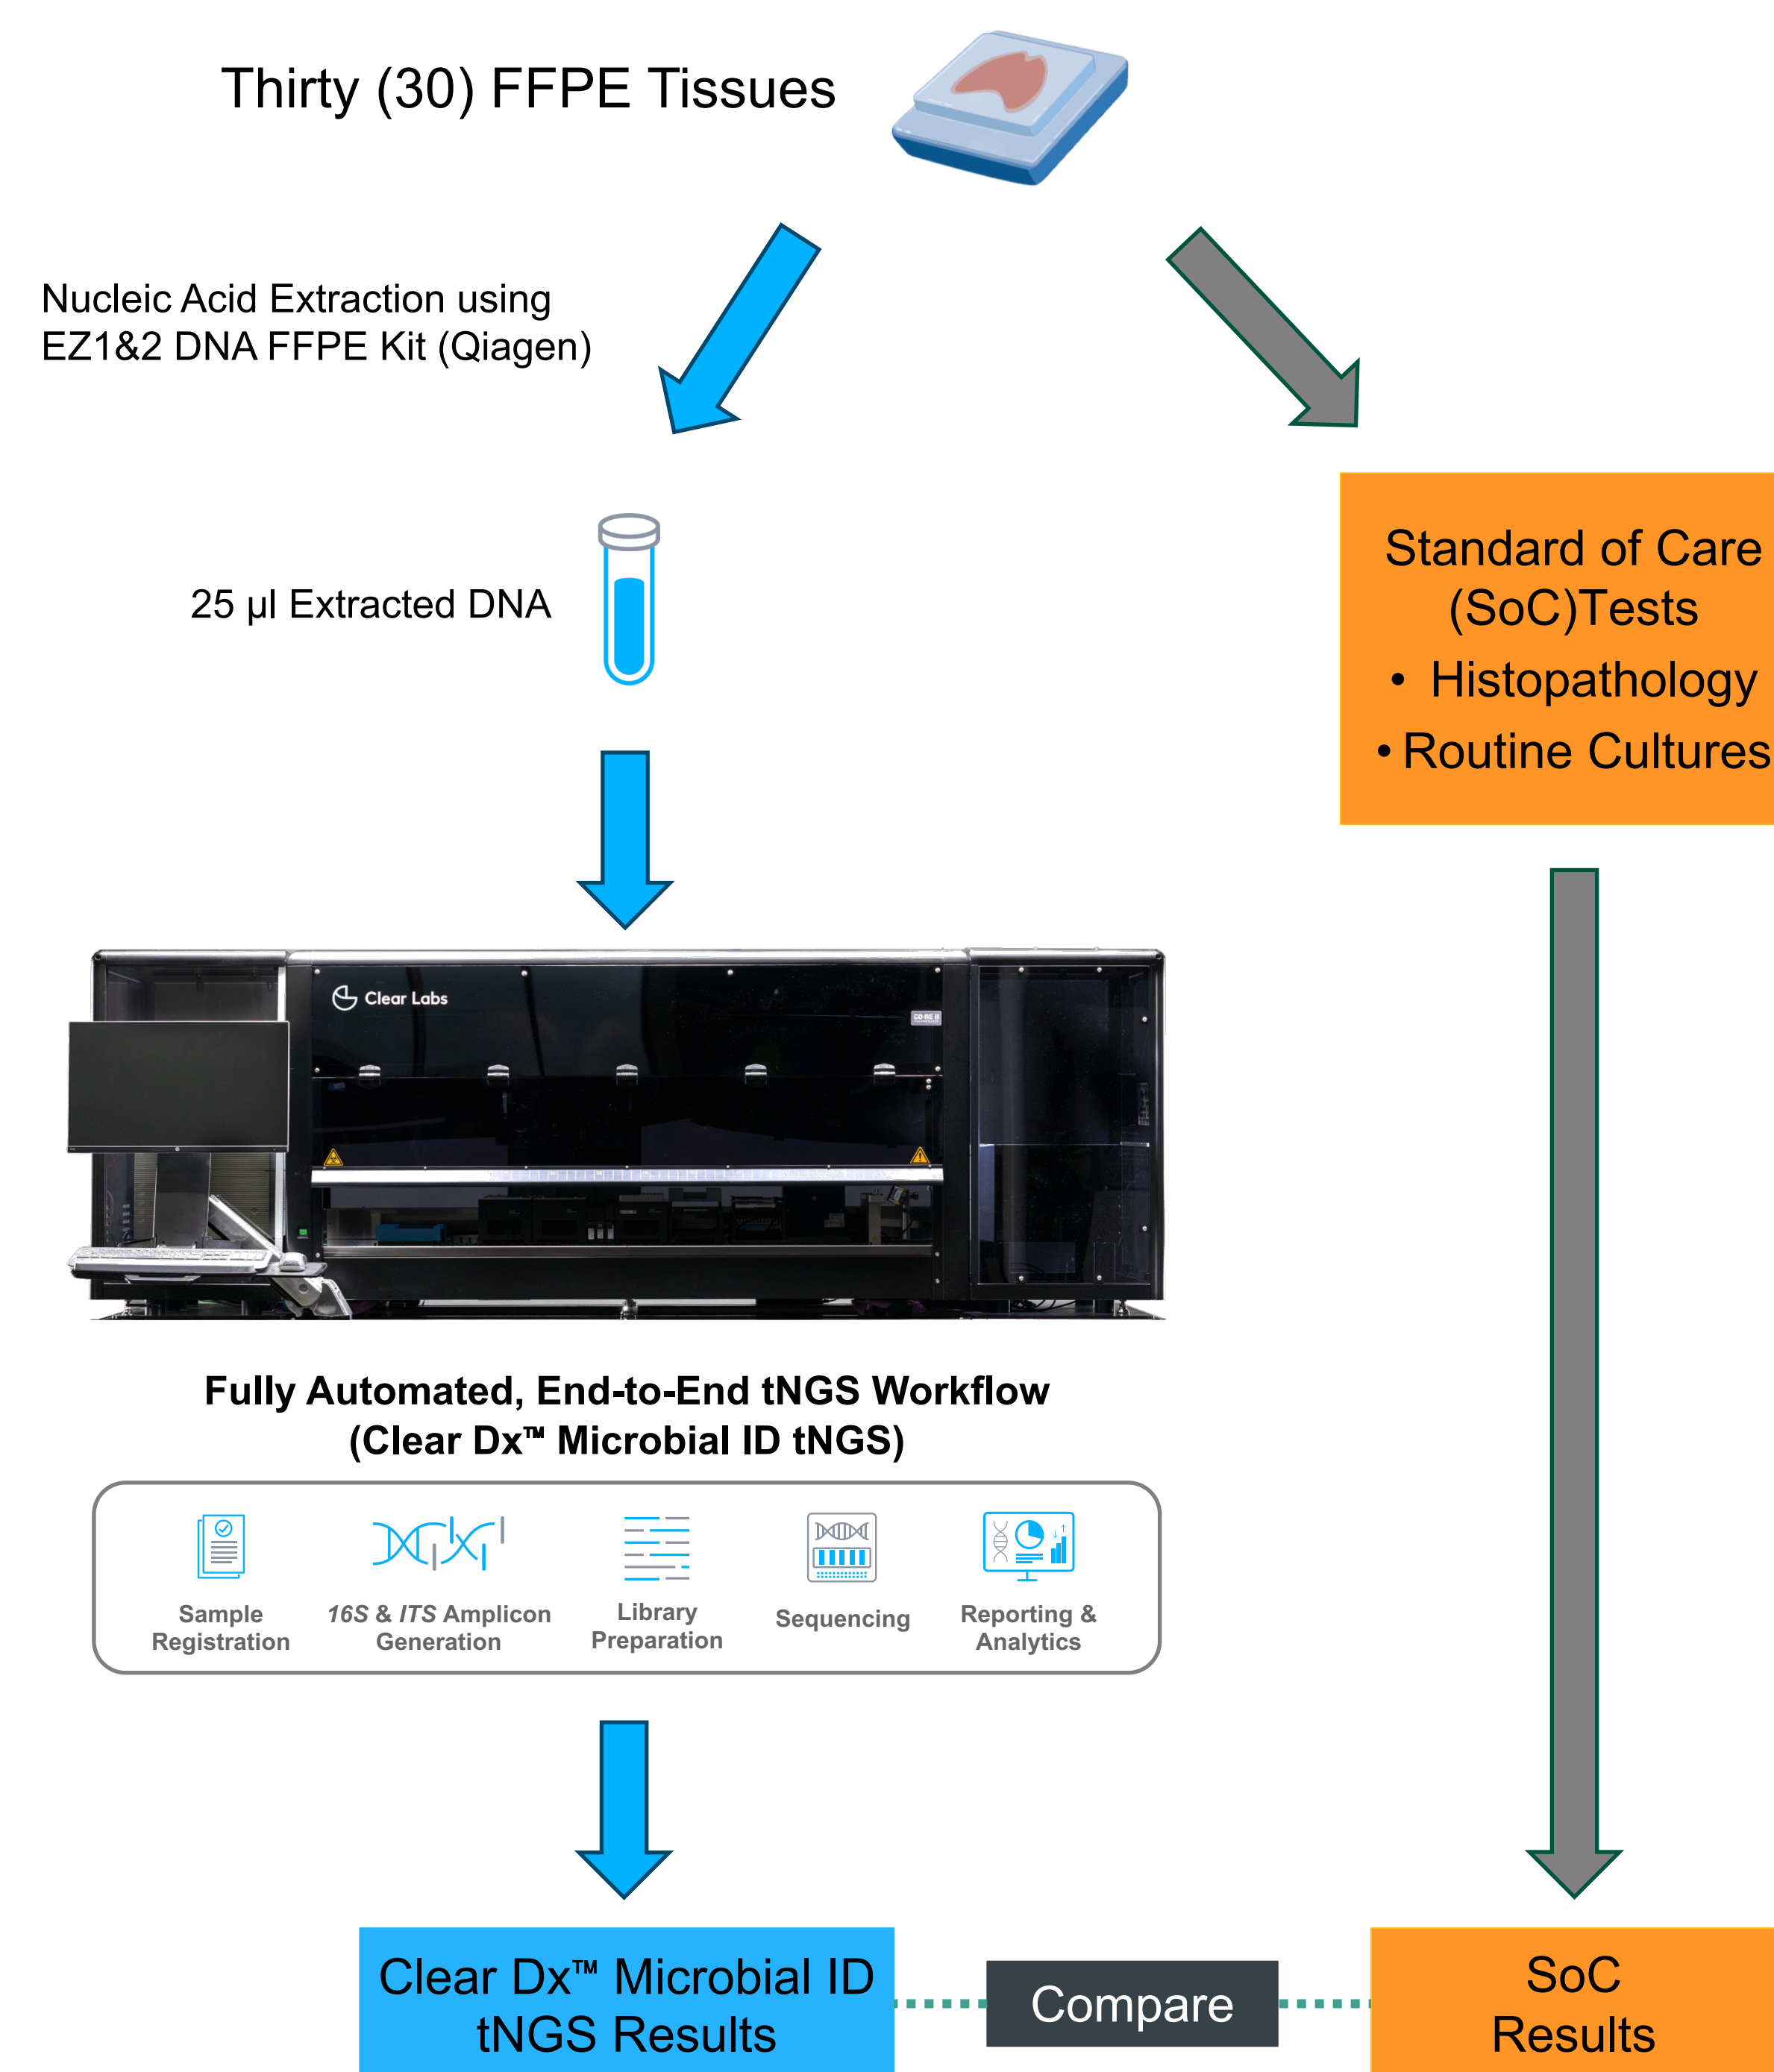 Thirty (30) FFPE Tissues
Nucleic Acid Extraction using
EZ1&2 DNA FFPE Kit (Qiagen)
25 µl Extracted DNA
Standard of Care
(SoC)Tests
• Histopathology
• Routine Cultures
Clear Labs
CO-RE II
Fully Automated, End-to-End tNGS Workflow
(Clear Dx™ Microbial ID tNGS)
Sample
Registration
16S & ITS Amplicon
Generation
Library
Preparation
Sequencing
Reporting &
Analytics
Clear Dx™ Microbial ID
tNGS Results
Compare
SoC
Results